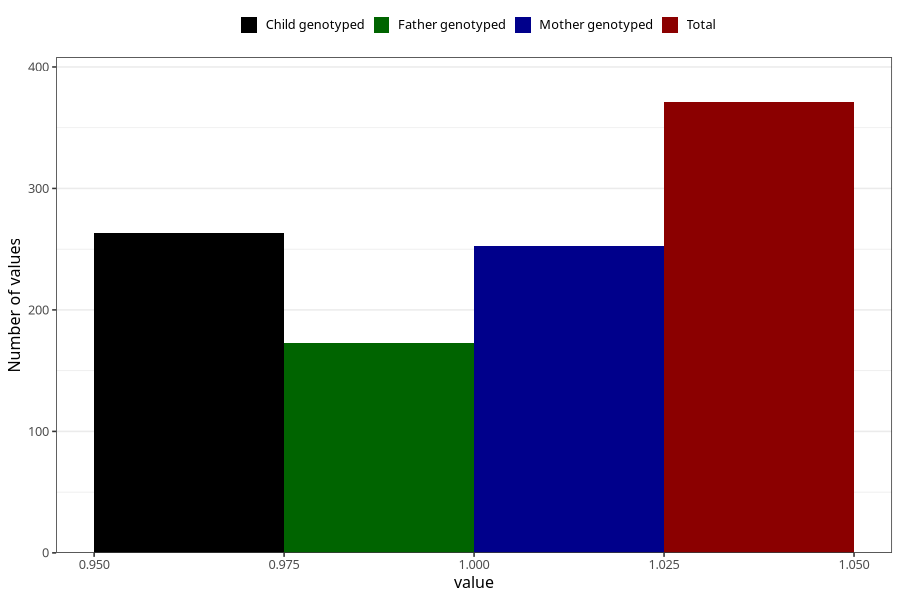 Child genotyped Father genotyped Mother genotyped Total
400
300
200
100
0
Number of values
0.950 0.975 1.000 1.025 1.050
value